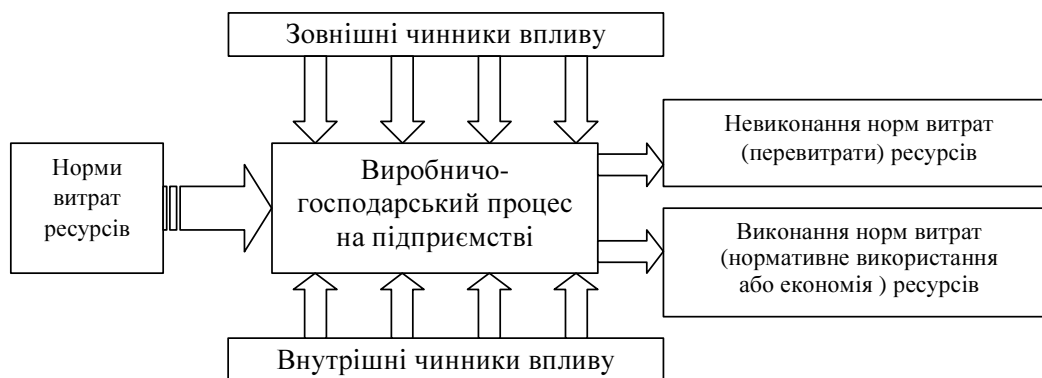 Зовнішні чинники впливу
Норми
витрат
ресурсів
Виробничо-
господарський процес
на підприємстві
Невиконання норм витрат
(перевитрати) ресурсів
Виконання норм витрат
(нормативне використання
або економія ) ресурсів
Внутрішні чинники впливу